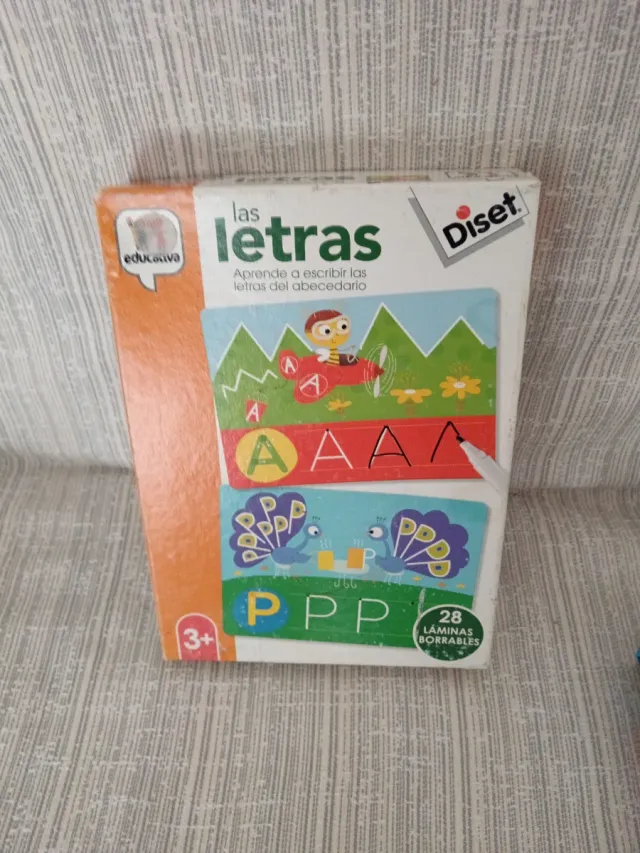 las
letras
Aprende a escribir las
letras del abecedario
Diset
educativa
A
A
A
A A A
P P P
28
LÁMINAS
BORRABLES
3+